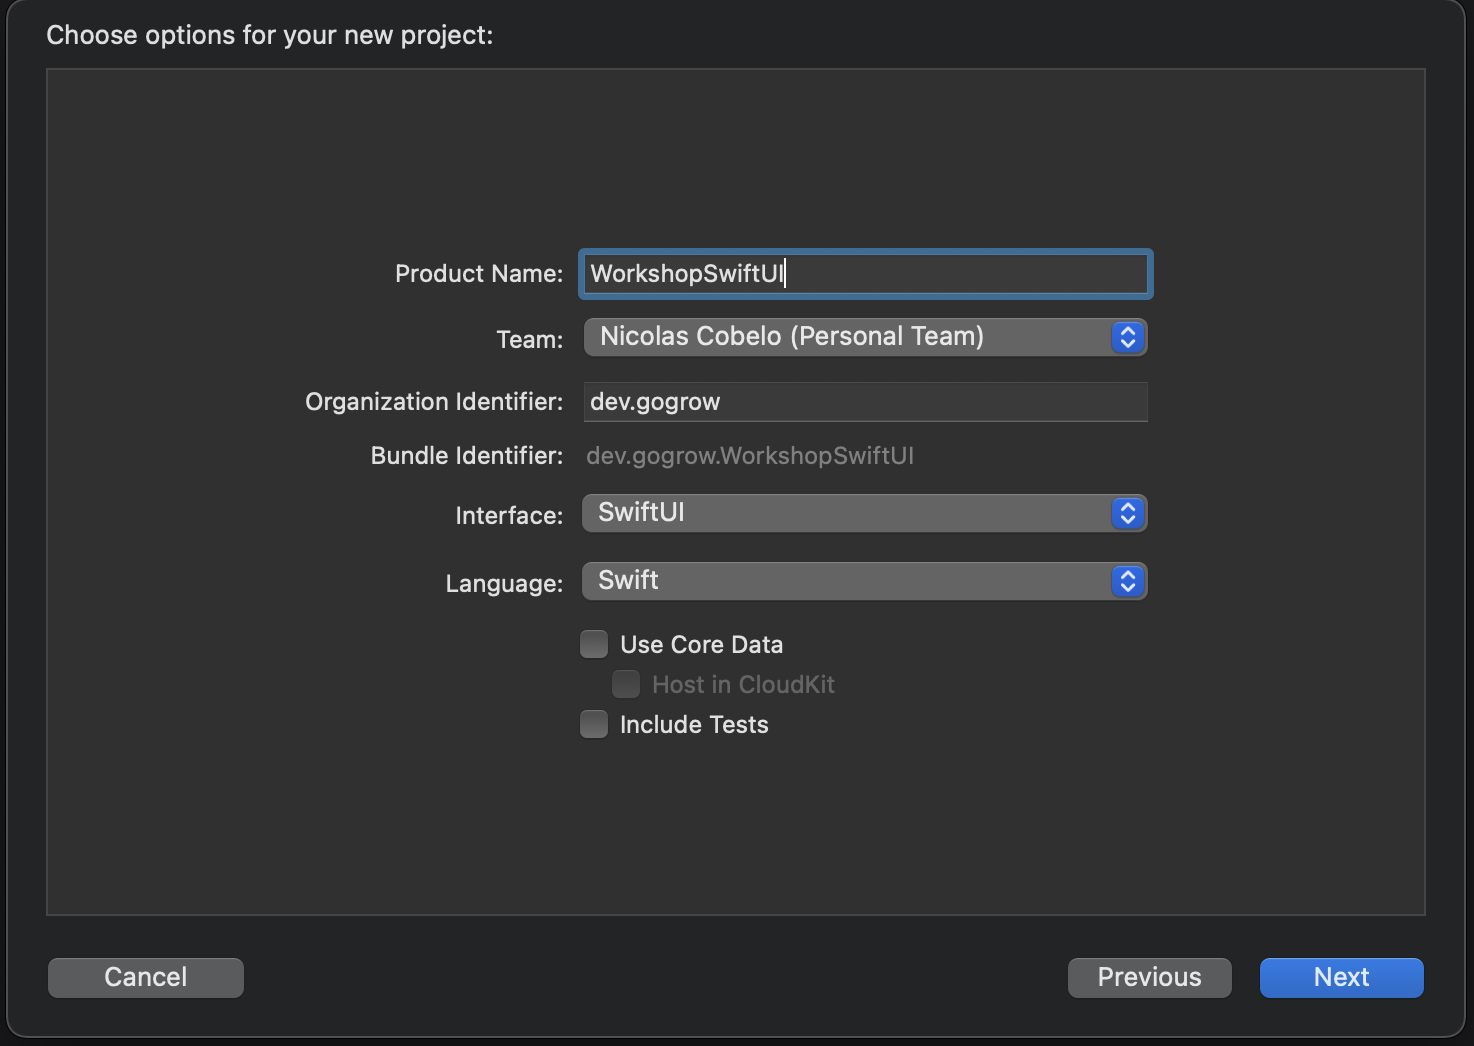 Choose options for your new project:
Product Name: WorkshopSwiftUI
Team: Nicolas Cobelo (Personal Team)
Organization Identifier: dev.gogrow
Bundle Identifier: dev.gogrow.WorkshopSwiftUI
Interface: SwiftUI
Language: Swift
Use Core Data
Host in CloudKit
Include Tests
Cancel Previous Next